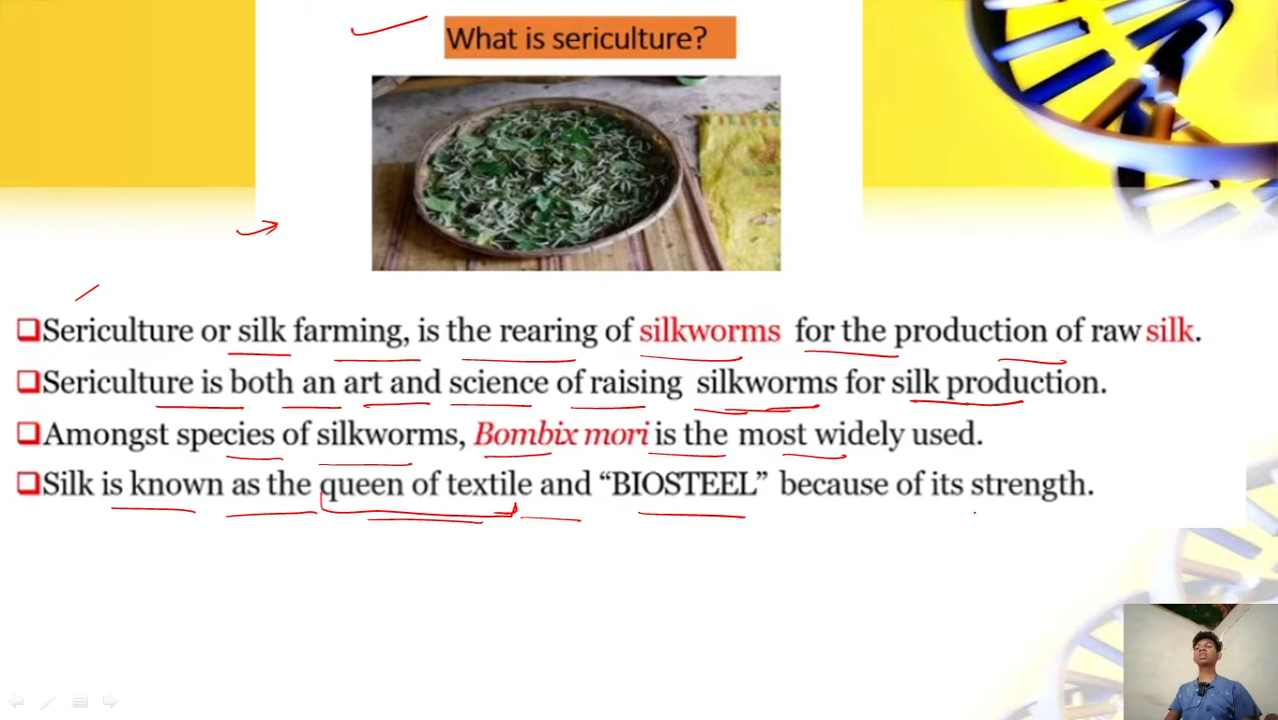 What is sericulture?
Sericulture or silk farming, is the rearing of silkworms for the production of raw silk.
Sericulture is both an art and science of raising silkworms for silk production.
Amongst species of silkworms, Bombix mori is the most widely used.
Silk is known as the queen of textile and “BIOSTEEL” because of its strength.